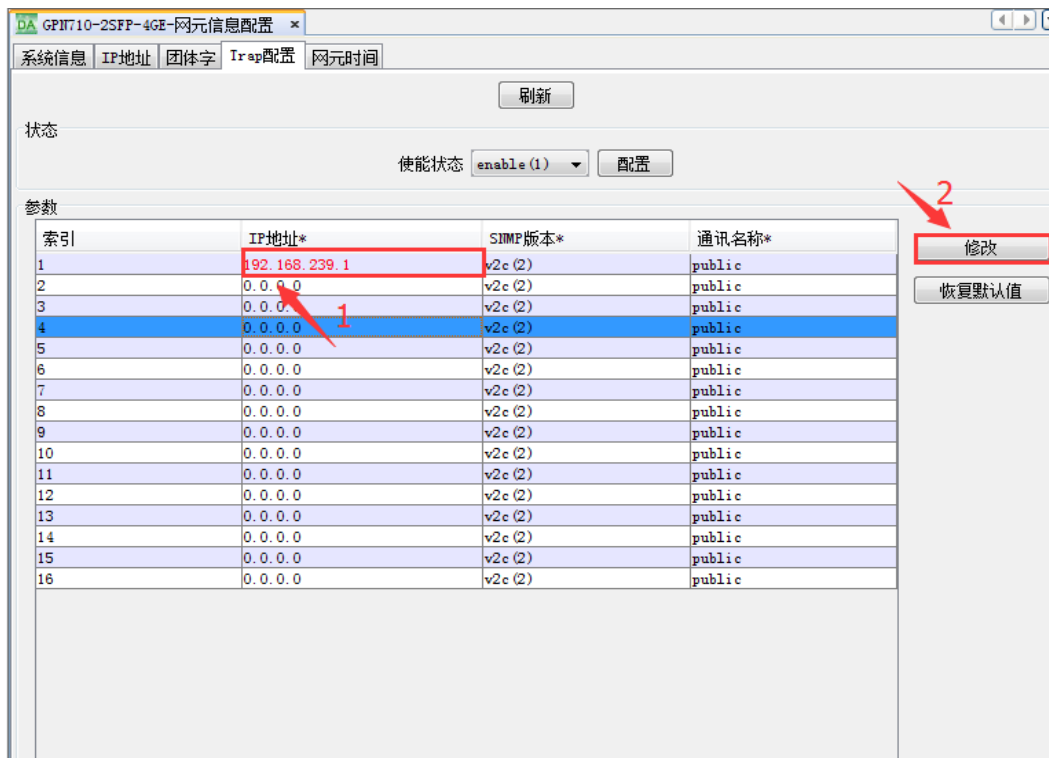 DA GPN710-2SFP-4GE-网元信息配置 ×
系统信息 IP地址 团体字 Trap配置 网元时间
刷新
状态
使能状态 enable(1) 配置
参数
2
索引 IP地址* SNMP版本* 通讯名称*
修改
1 192.168.239.1 v2c(2) public
2 0.0.0.0 v2c(2) public
恢复默认值
3 0.0.0.0 v2c(2) public
1
4 0.0.0.0 v2c(2) public
5 0.0.0.0 v2c(2) public
6 0.0.0.0 v2c(2) public
7 0.0.0.0 v2c(2) public
8 0.0.0.0 v2c(2) public
9 0.0.0.0 v2c(2) public
10 0.0.0.0 v2c(2) public
11 0.0.0.0 v2c(2) public
12 0.0.0.0 v2c(2) public
13 0.0.0.0 v2c(2) public
14 0.0.0.0 v2c(2) public
15 0.0.0.0 v2c(2) public
16 0.0.0.0 v2c(2) public